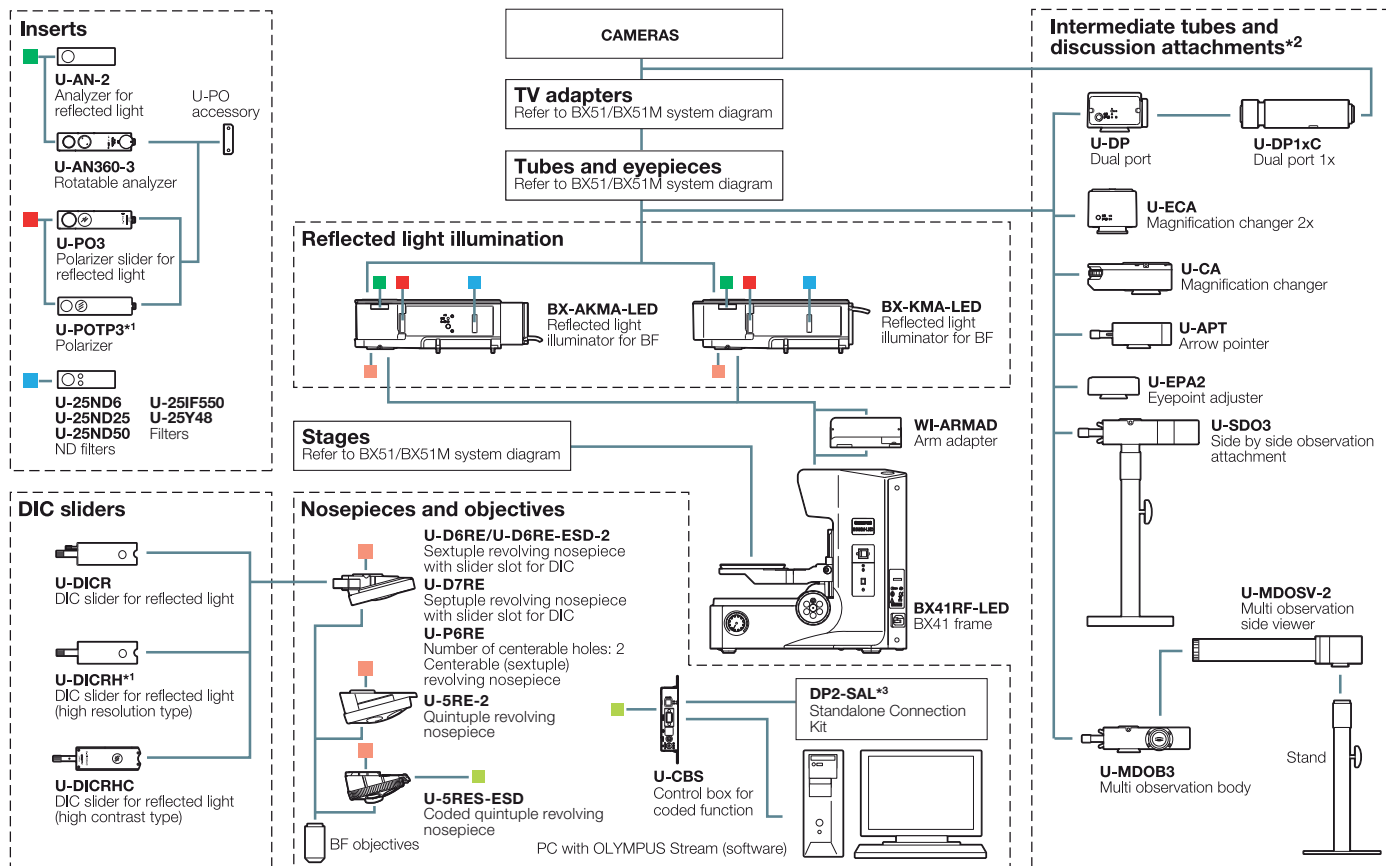 Inserts
U-AN-2
Analyzer for
reflected light
U-PO
accessory
U-AN360-3
Rotatable analyzer
U-PO3
Polarizer slider for
reflected light
U-POTP3*1
Polarizer
U-25ND6
U-25ND25
U-25ND50
ND filters
U-25IF550
U-25Y48
Filters
DIC sliders
U-DICR
DIC slider for reflected light
U-DICRH*1
DIC slider for reflected light
(high resolution type)
U-DICRHC
DIC slider for reflected light
(high contrast type)
CAMERAS
TV adapters
Refer to BX51/BX51M system diagram
Tubes and eyepieces
Refer to BX51/BX51M system diagram
Reflected light illumination
BX-AKMA-LED
Reflected light
illuminator for BF
BX-KMA-LED
Reflected light
illuminator for BF
WI-ARMAD
Arm adapter
Stages
Refer to BX51/BX51M system diagram
BX41RF-LED
BX41 frame
Nosepieces and objectives
U-D6RE/U-D6RE-ESD-2
Sextuple revolving nosepiece
with slider slot for DIC
U-D7RE
Septuple revolving nosepiece
with slider slot for DIC
U-P6RE
Number of centerable holes: 2
Centerable (sextuple)
revolving nosepiece
U-5RE-2
Quintuple revolving
nosepiece
U-5RES-ESD
Coded quintuple revolving
nosepiece
BF objectives
U-CBS
Control box for
coded function
DP2-SAL*3
Standalone Connection
Kit
PC with OLYMPUS Stream (software)
Intermediate tubes and
discussion attachments*2
U-DP
Dual port
U-DP1xC
Dual port 1x
U-ECA
Magnification changer 2x
U-CA
Magnification changer
U-APT
Arrow pointer
U-EPA2
Eyepoint adjuster
U-SDO3
Side by side observation
attachment
U-MDOSV-2
Multi observation
side viewer
U-MDOB3
Multi observation body
Stand